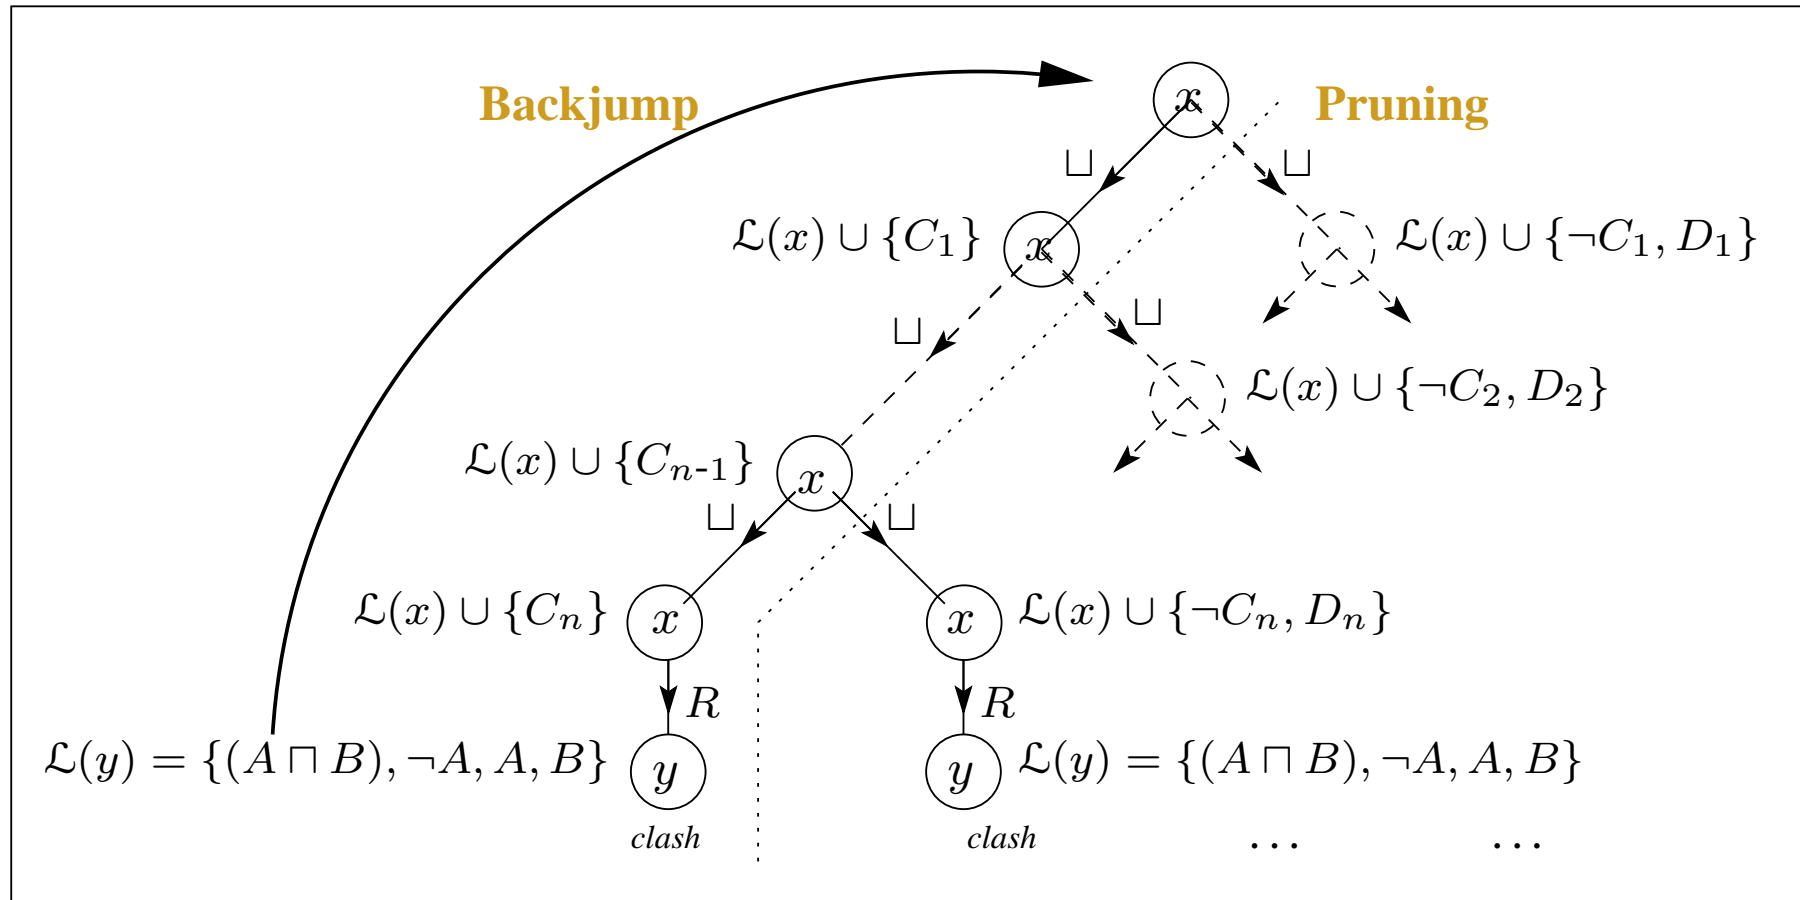 Backjump
x
Pruning
⊔ ⊔
ℒ(x) ∪ {C₁} x ℒ(x) ∪ {¬C₁, D₁}
⊔ ⊔
ℒ(x) ∪ {¬C₂, D₂}
ℒ(x) ∪ {Cₙ₋₁} x
⊔ ⊔
ℒ(x) ∪ {Cₙ} x x ℒ(x) ∪ {¬Cₙ, Dₙ}
R R
ℒ(y) = {(A ⊓ B), ¬A, A, B} y y ℒ(y) = {(A ⊓ B), ¬A, A, B}
clash clash ... ...